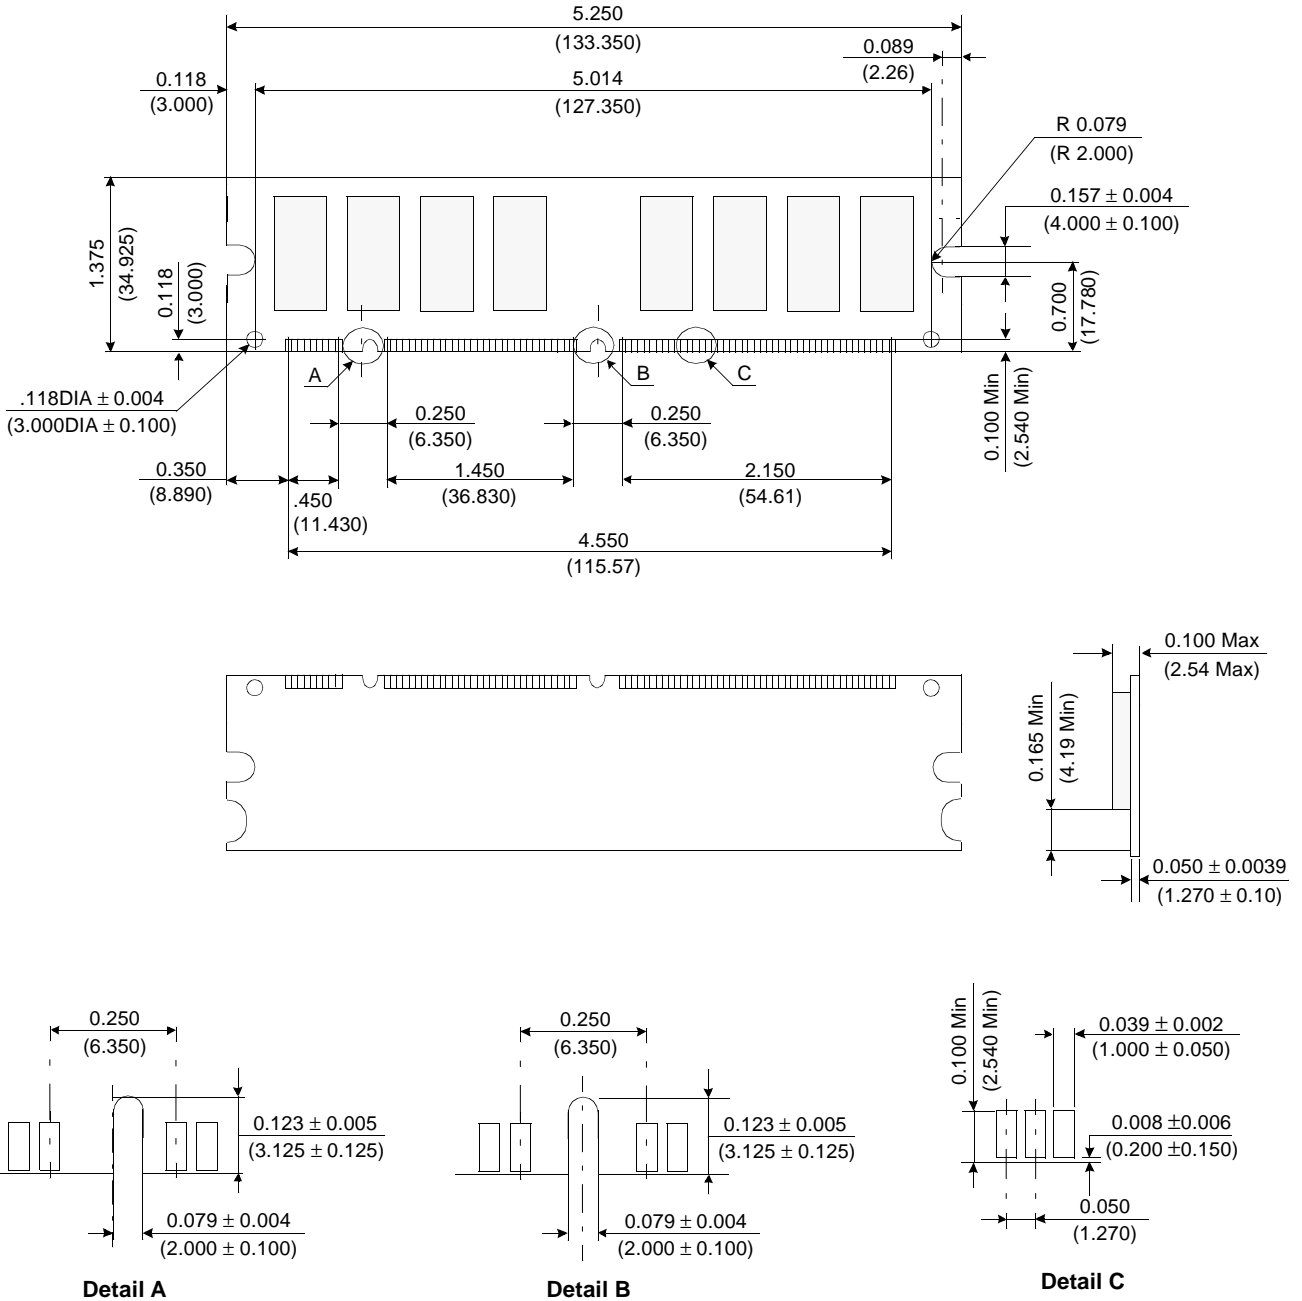 5.250
(133.350)
0.089
(2.26)
0.118
(3.000)
5.014
(127.350)
R 0.079
(R 2.000)
0.157 ± 0.004
(4.000 ± 0.100)
1.375
(34.925)
0.118
(3.000)
0.700
(17.780)
A
B
C
.118DIA ± 0.004
(3.000DIA ± 0.100)
0.250
(6.350)
0.250
(6.350)
0.100 Min
(2.540 Min)
0.350
(8.890)
.450
(11.430)
1.450
(36.830)
2.150
(54.61)
4.550
(115.57)
0.100 Max
(2.54 Max)
0.165 Min
(4.19 Min)
0.050 ± 0.0039
(1.270 ± 0.10)
0.250
(6.350)
0.123 ± 0.005
(3.125 ± 0.125)
0.079 ± 0.004
(2.000 ± 0.100)
Detail A
0.250
(6.350)
0.123 ± 0.005
(3.125 ± 0.125)
0.079 ± 0.004
(2.000 ± 0.100)
Detail B
0.100 Min
(2.540 Min)
0.039 ± 0.002
(1.000 ± 0.050)
0.008 ±0.006
(0.200 ±0.150)
0.050
(1.270)
Detail C